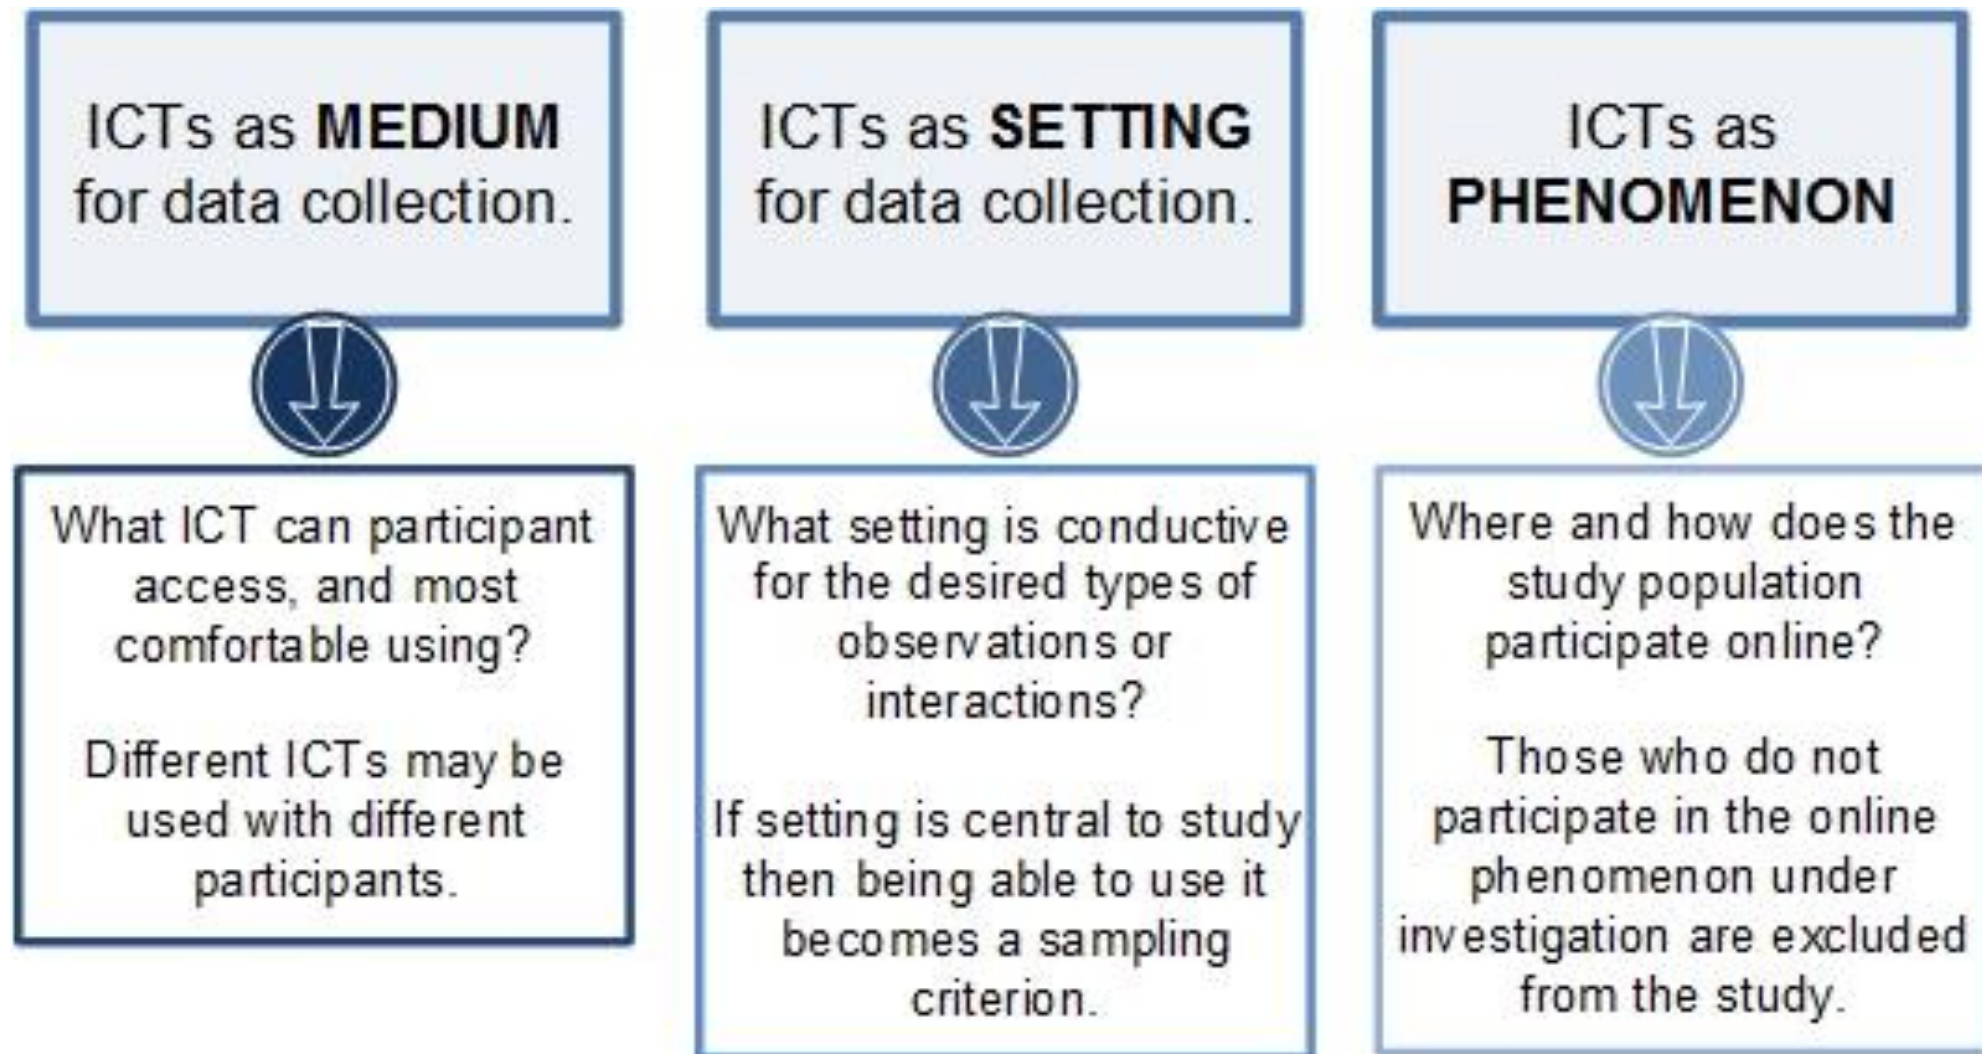 ICTs as MEDIUM
for data collection.
What ICT can participant
access, and most
comfortable using?
Different ICTs may be
used with different
participants.
ICTs as SETTING
for data collection.
What setting is conductive
for the desired types of
observations or
interactions?
If setting is central to study
then being able to use it
becomes a sampling
criterion.
ICTs as
PHENOMENON
Where and how does the
study population
participate online?
Those who do not
participate in the online
phenomenon under
investigation are excluded
from the study.